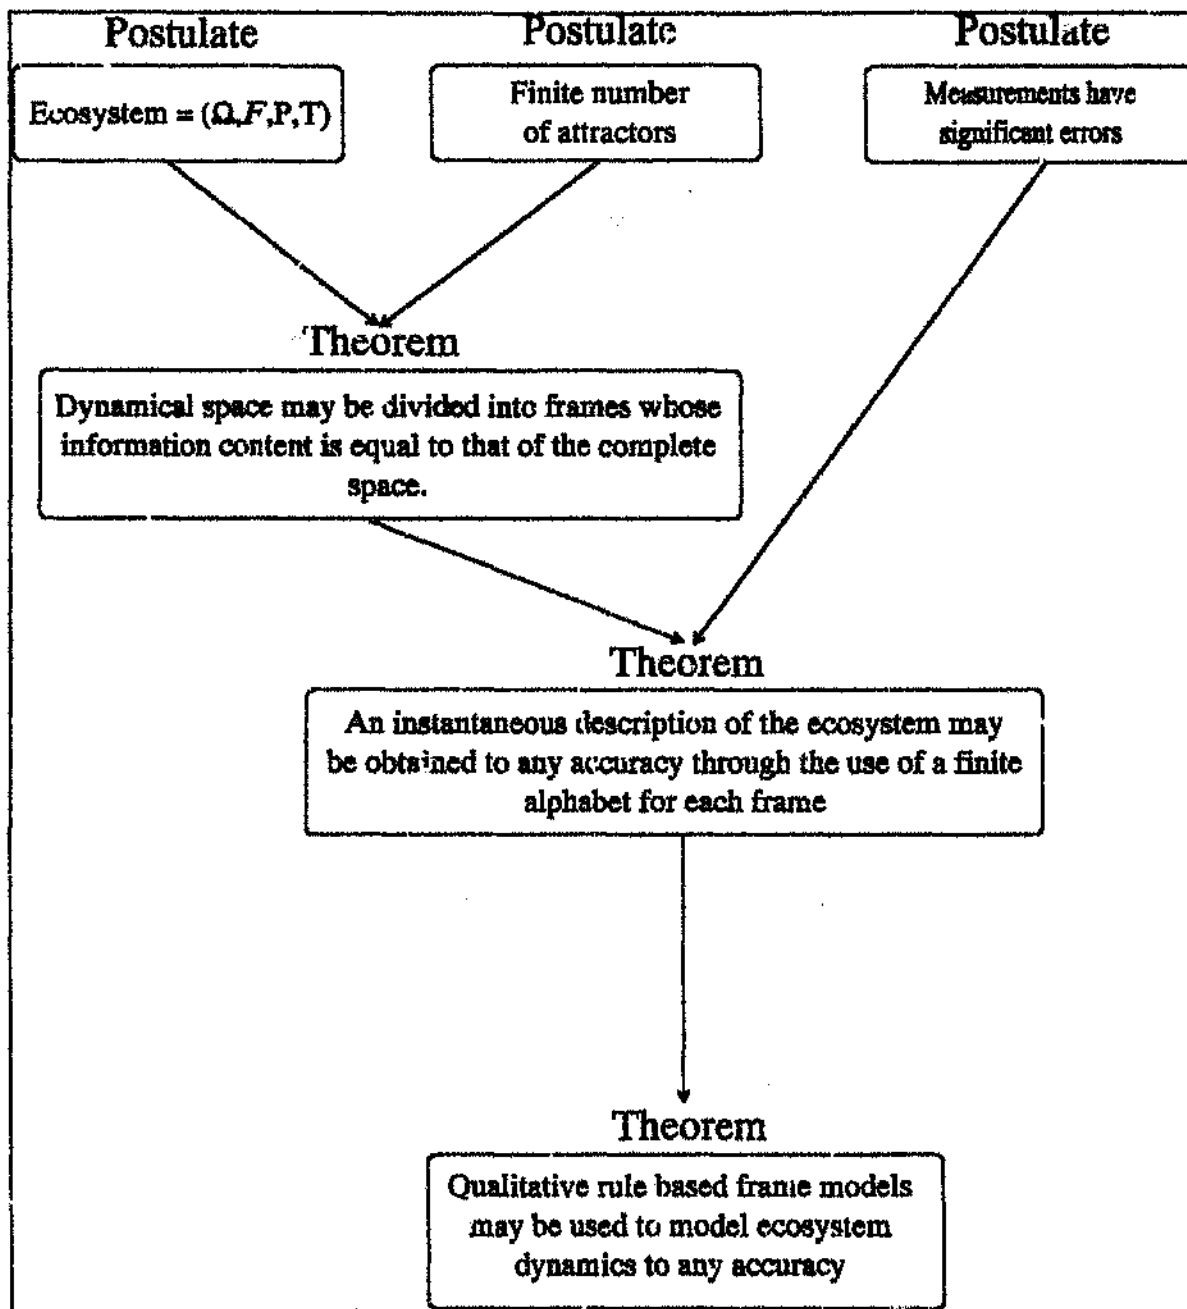 Postulate
Ecosystem = (Ω,F,P,T)
Postulate
Finite number
of attractors
Postulate
Measurements have
significant errors
Theorem
Dynamical space may be divided into frames whose
information content is equal to that of the complete
space.
Theorem
An instantaneous description of the ecosystem may
be obtained to any accuracy through the use of a finite
alphabet for each frame
Theorem
Qualitative rule based frame models
may be used to model ecosystem
dynamics to any accuracy